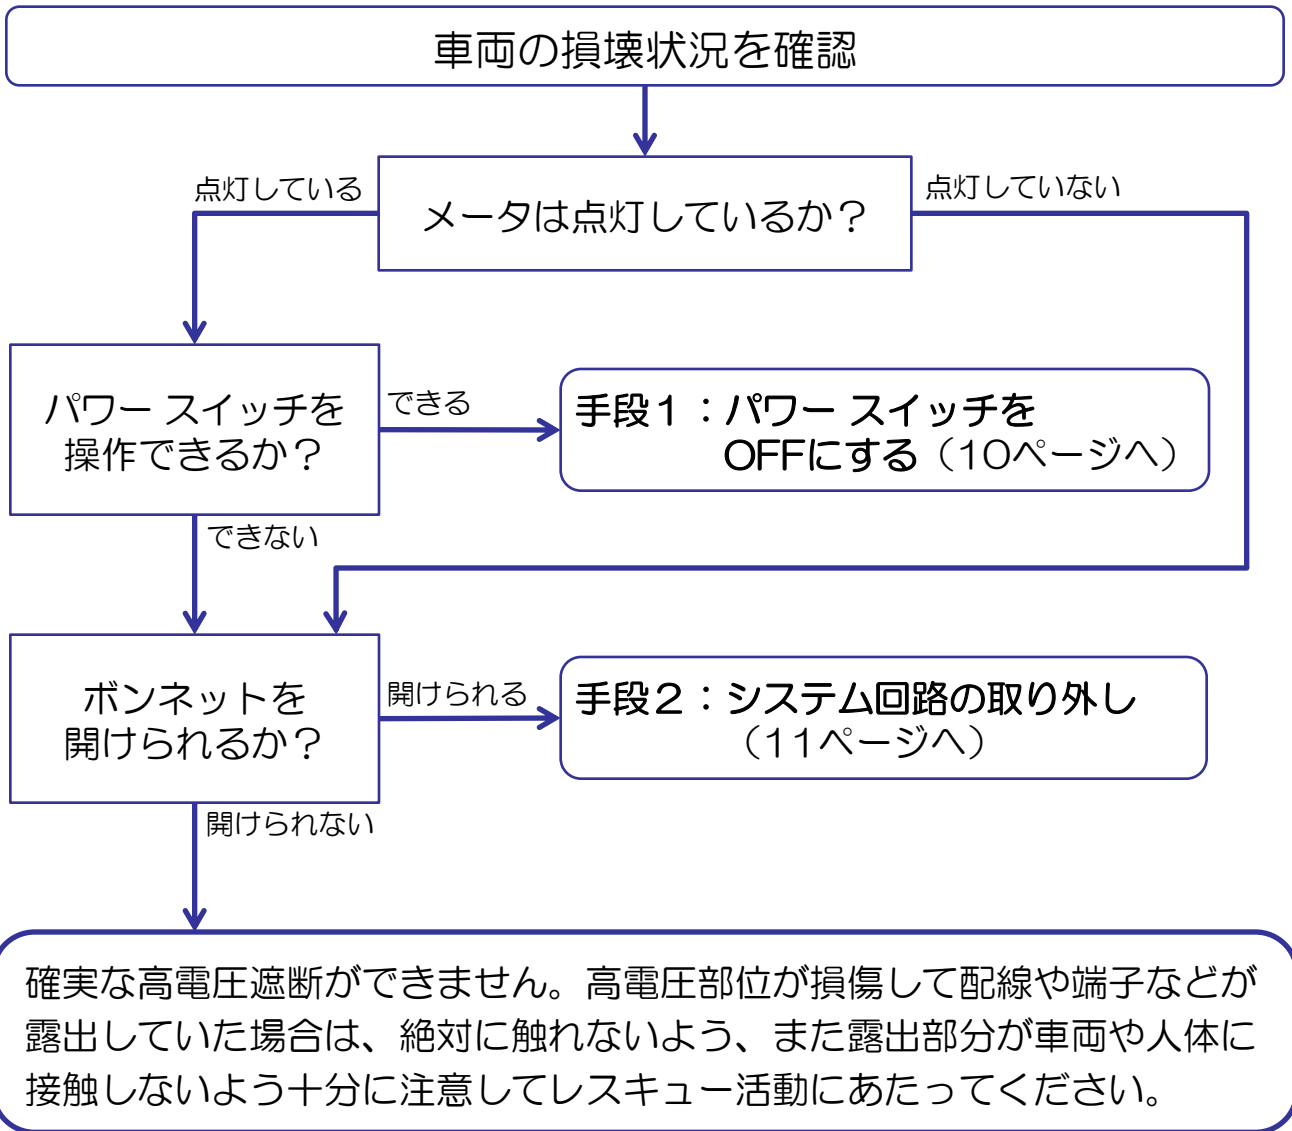 車両の損壊状況を確認
点灯している
点灯していない
メータは点灯しているか？
パワー スイッチを
操作できるか？
できる
手段１：パワー スイッチを
OFFにする（10ページへ）
できない
ボンネットを
開けられるか？
開けられる
手段２：システム回路の取り外し
（11ページへ）
開けられない
確実な高電圧遮断ができません。高電圧部位が損傷して配線や端子などが
露出していた場合は、絶対に触れないよう、また露出部分が車両や人体に
接触しないよう十分に注意してレスキュー活動にあたってください。